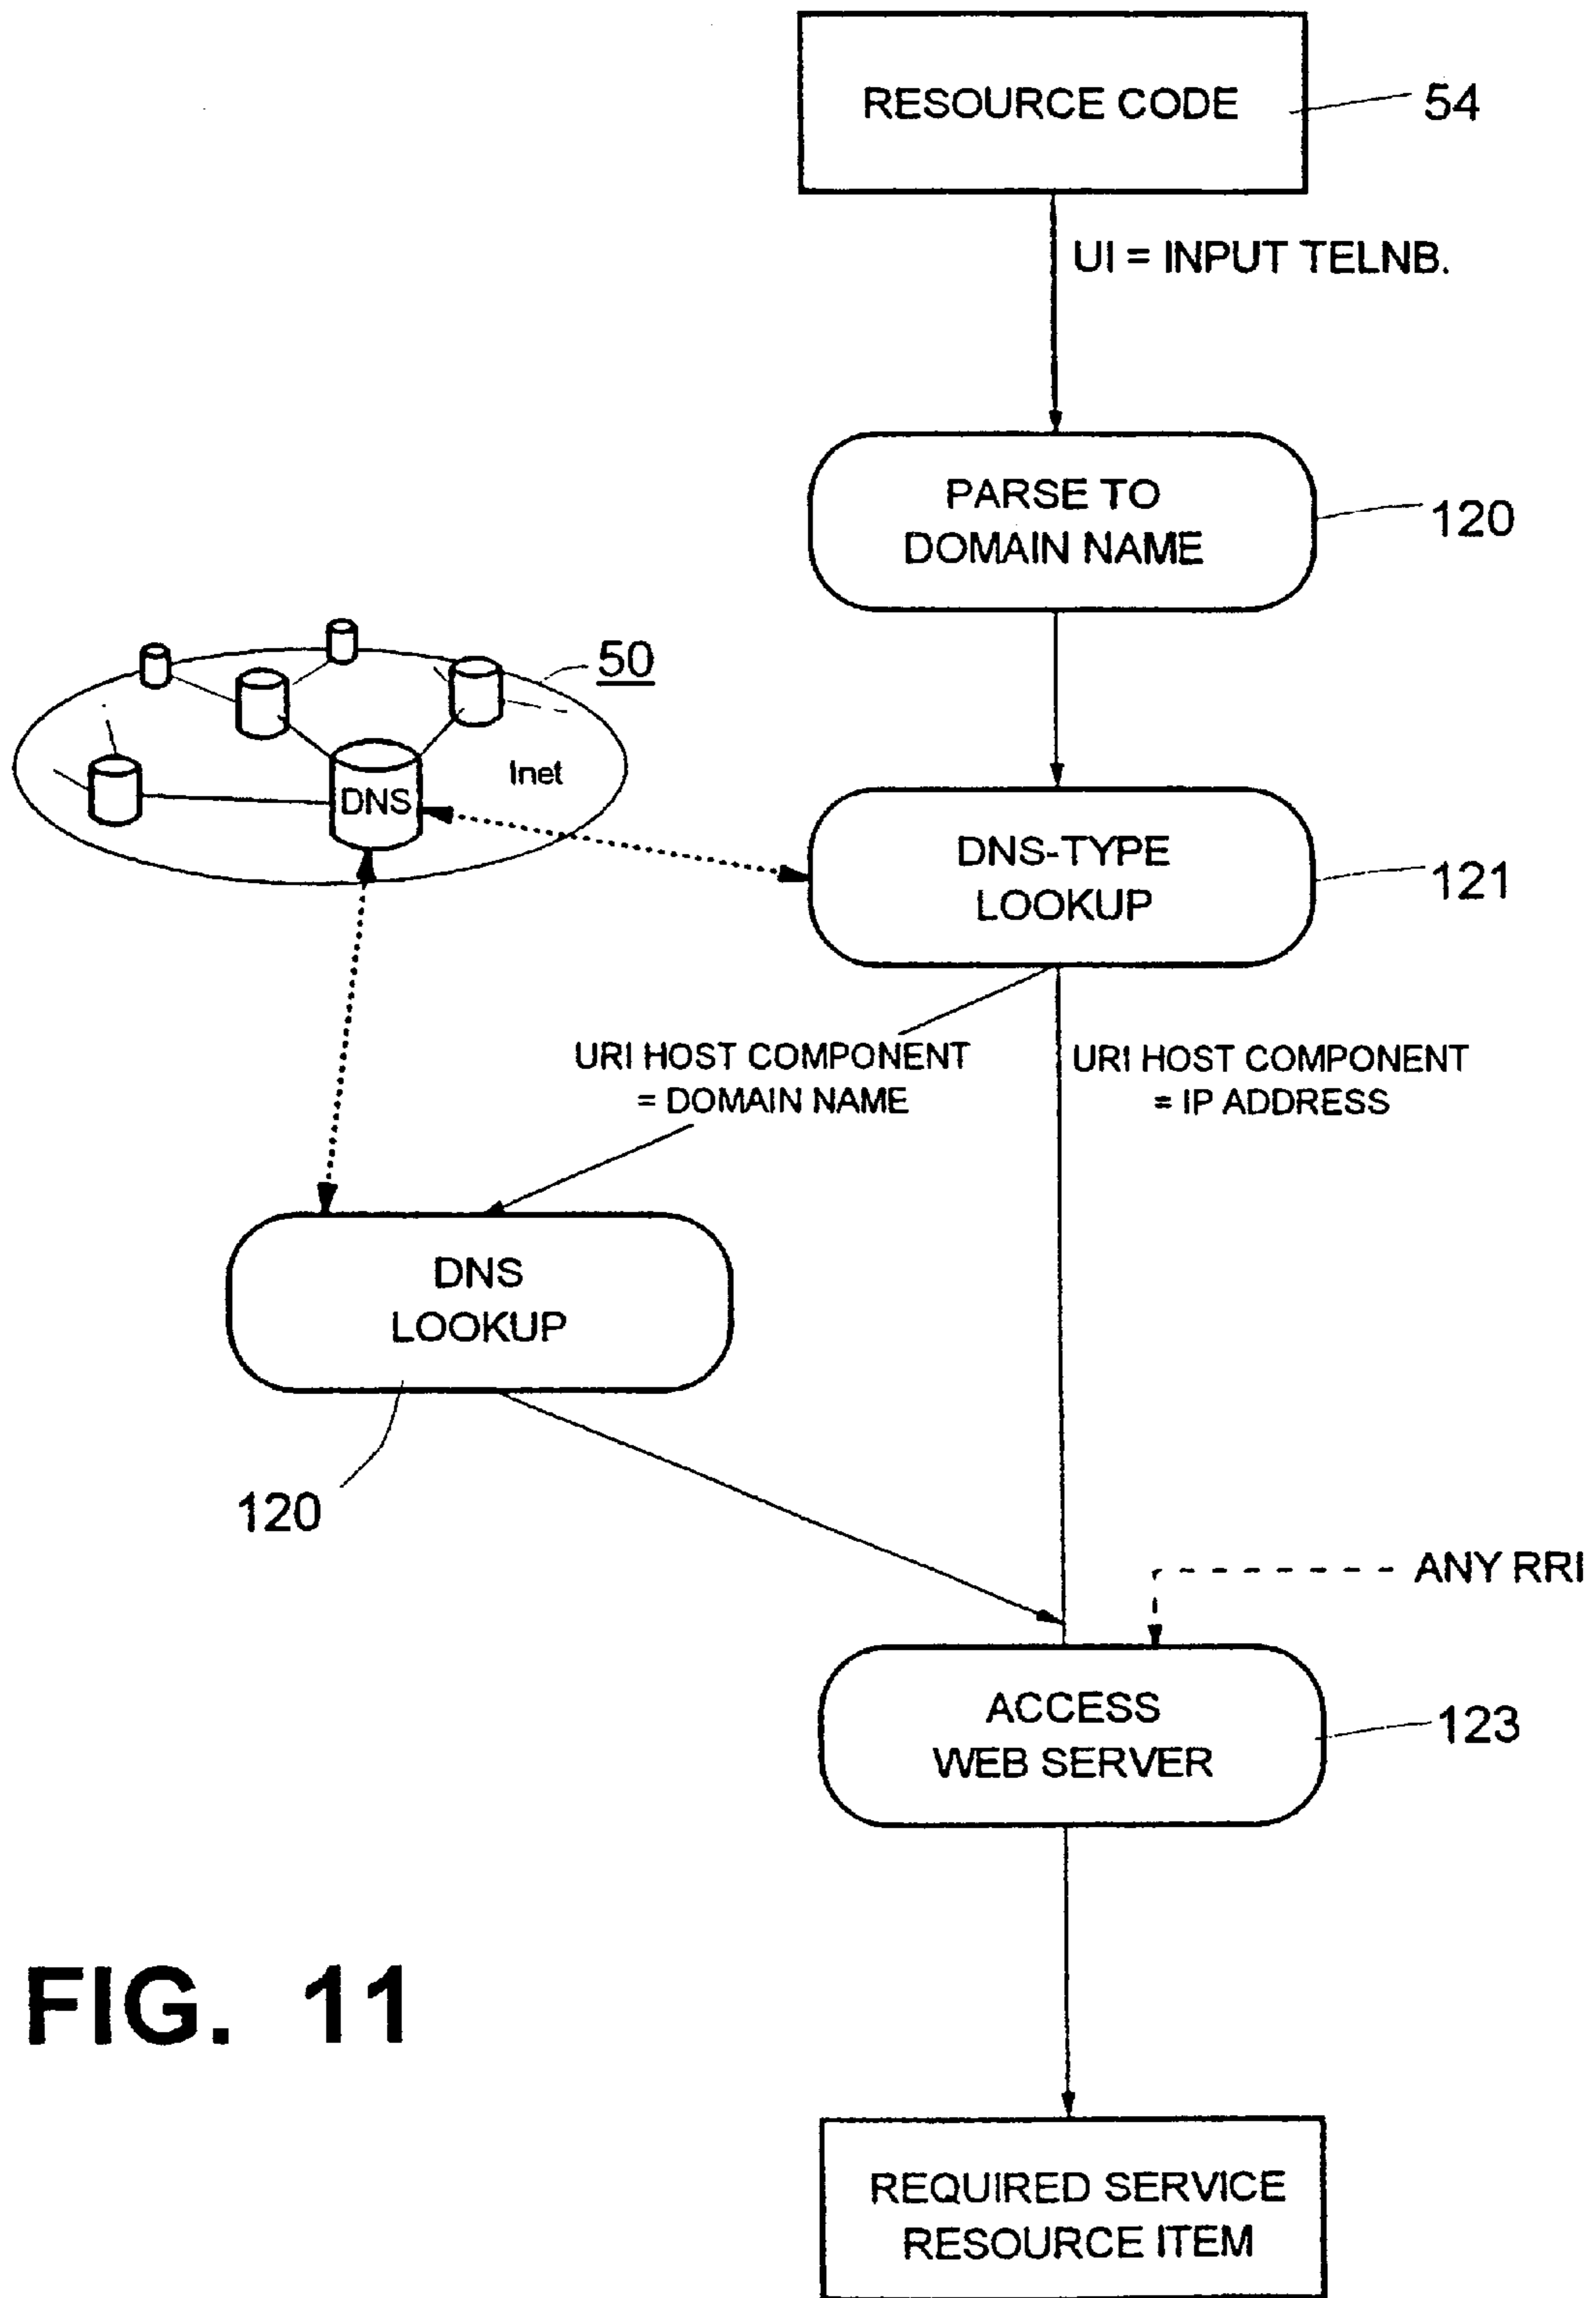 RESOURCE CODE
54
UI = INPUT TELNB.
PARSE TO
DOMAIN NAME
120
50
Inet
DNS
DNS-TYPE
LOOKUP
121
URI HOST COMPONENT
= DOMAIN NAME
URI HOST COMPONENT
= IP ADDRESS
DNS
LOOKUP
120
ANY RRI
ACCESS
WEB SERVER
123
FIG. 11
REQUIRED SERVICE
RESOURCE ITEM